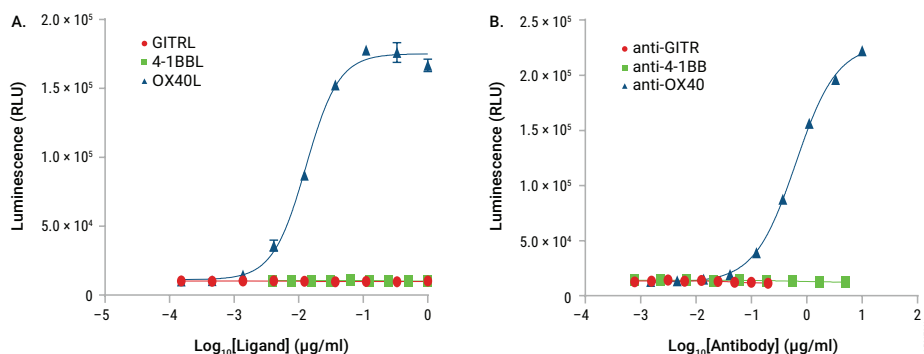 A.
GITRL
4-1BBL
OX40L
Luminescence (RLU)
2.0 × 10⁵
1.5 × 10⁵
1.0 × 10⁵
5.0 × 10⁴
0
−5
−4
−3
−2
−1
0
Log₁₀[Ligand] (μg/ml)
B.
anti-GITR
anti-4-1BB
anti-OX40
Luminescence (RLU)
2.5 × 10⁵
2.0 × 10⁵
1.5 × 10⁵
1.0 × 10⁵
5.0 × 10⁴
0
−4
−3
−2
−1
0
1
2
Log₁₀[Antibody] (μg/ml)